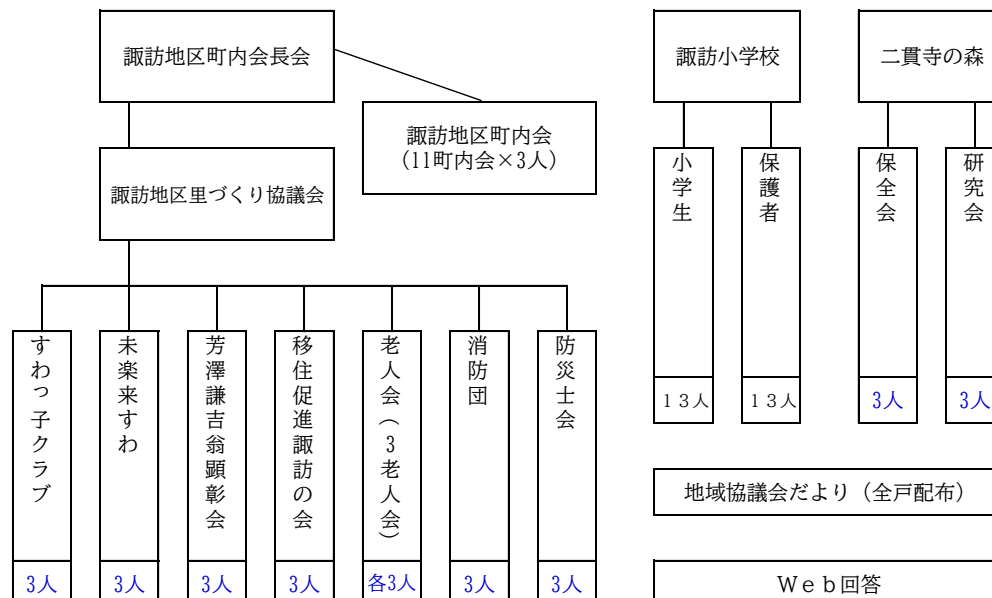 諏訪地区町内会長会
諏訪地区町内会
(11町内会×3人)
諏訪地区里づくり協議会
すわっ子クラブ
3人
未楽来すわ
3人
芳澤謙吉翁顕彰会
3人
移住促進諏訪の会
3人
老人会(3老人会)
各3人
消防団
3人
防災士会
3人
諏訪小学校
小学生
13人
保護者
13人
二貫寺の森
保全会
3人
研究会
3人
地域協議会だより(全戸配布)
Web回答